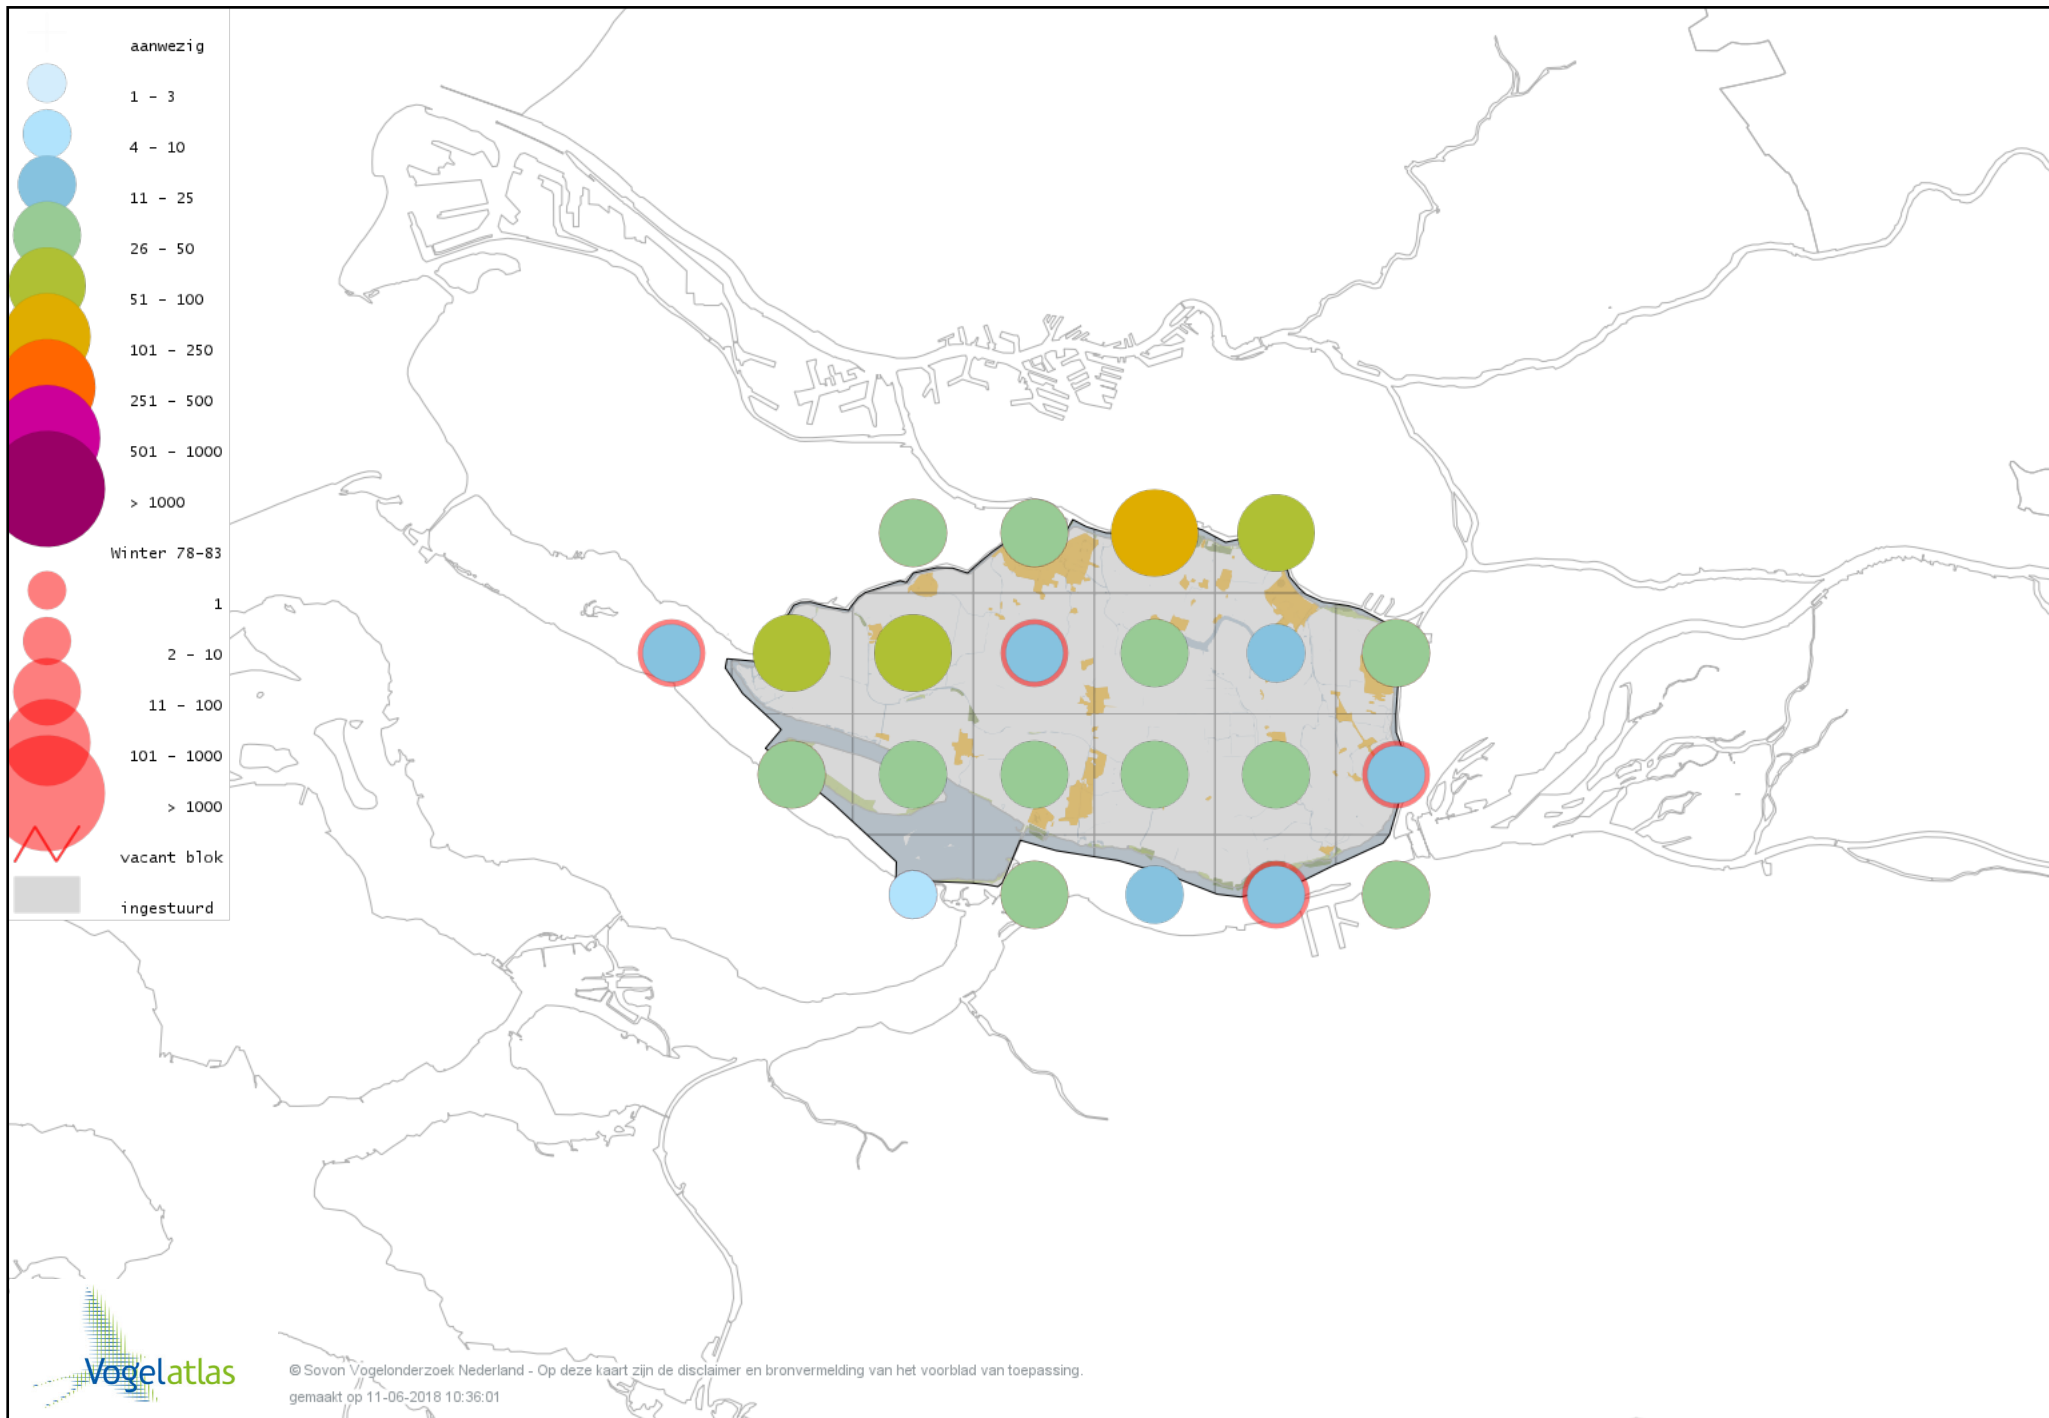 aanwezig
1 - 3
4 - 10
11 - 25
26 - 50
51 - 100
101 - 250
251 - 500
501 - 1000
> 1000
Winter 78-83
1
2 - 10
11 - 100
101 - 1000
> 1000
vacant blok
ingestuurd
Vogelatlas
© Sovon Vogelonderzoek Nederland - Op deze kaart zijn de disclaimer en bronvermelding van het voorblad van toepassing.
gemaakt op 11-06-2018 10:36:01